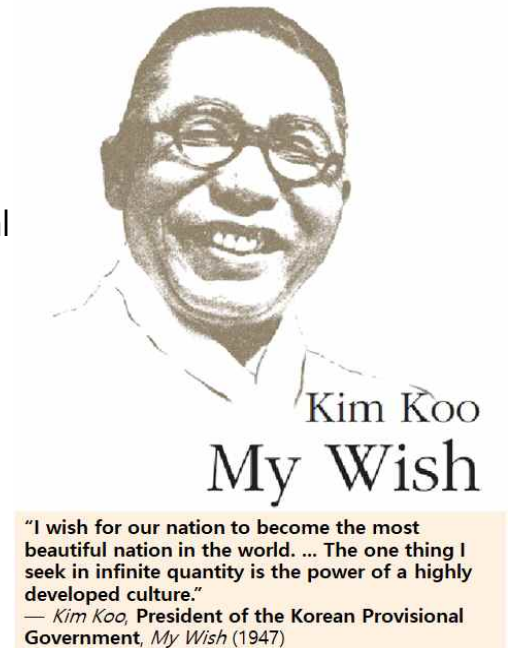 al
Kim Koo
My Wish
“I wish for our nation to become the most
beautiful nation in the world. ... The one thing I
seek in infinite quantity is the power of a highly
developed culture.”
— Kim Koo, President of the Korean Provisional
Government, My Wish (1947)